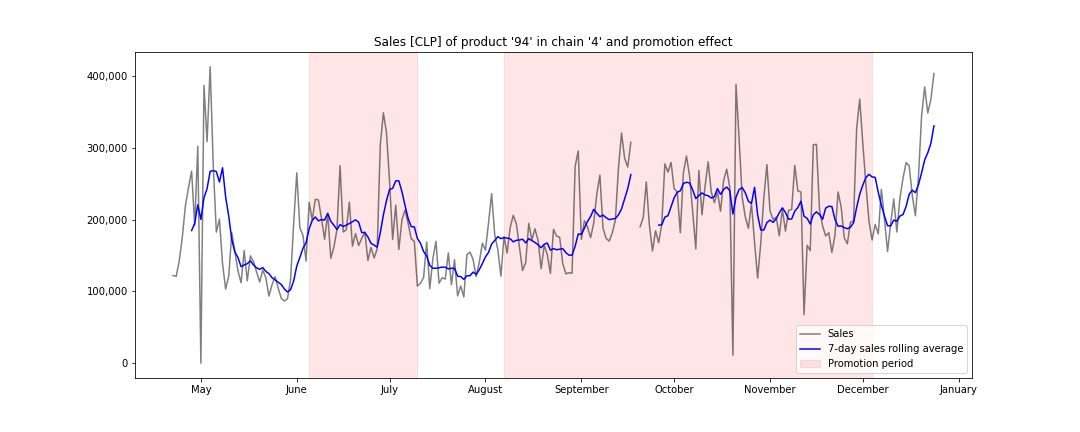 Sales [CLP] of product '94' in chain '4' and promotion effect
400,000
300,000
200,000
100,000
0
May June July August September October November December January
Sales
7-day sales rolling average
Promotion period